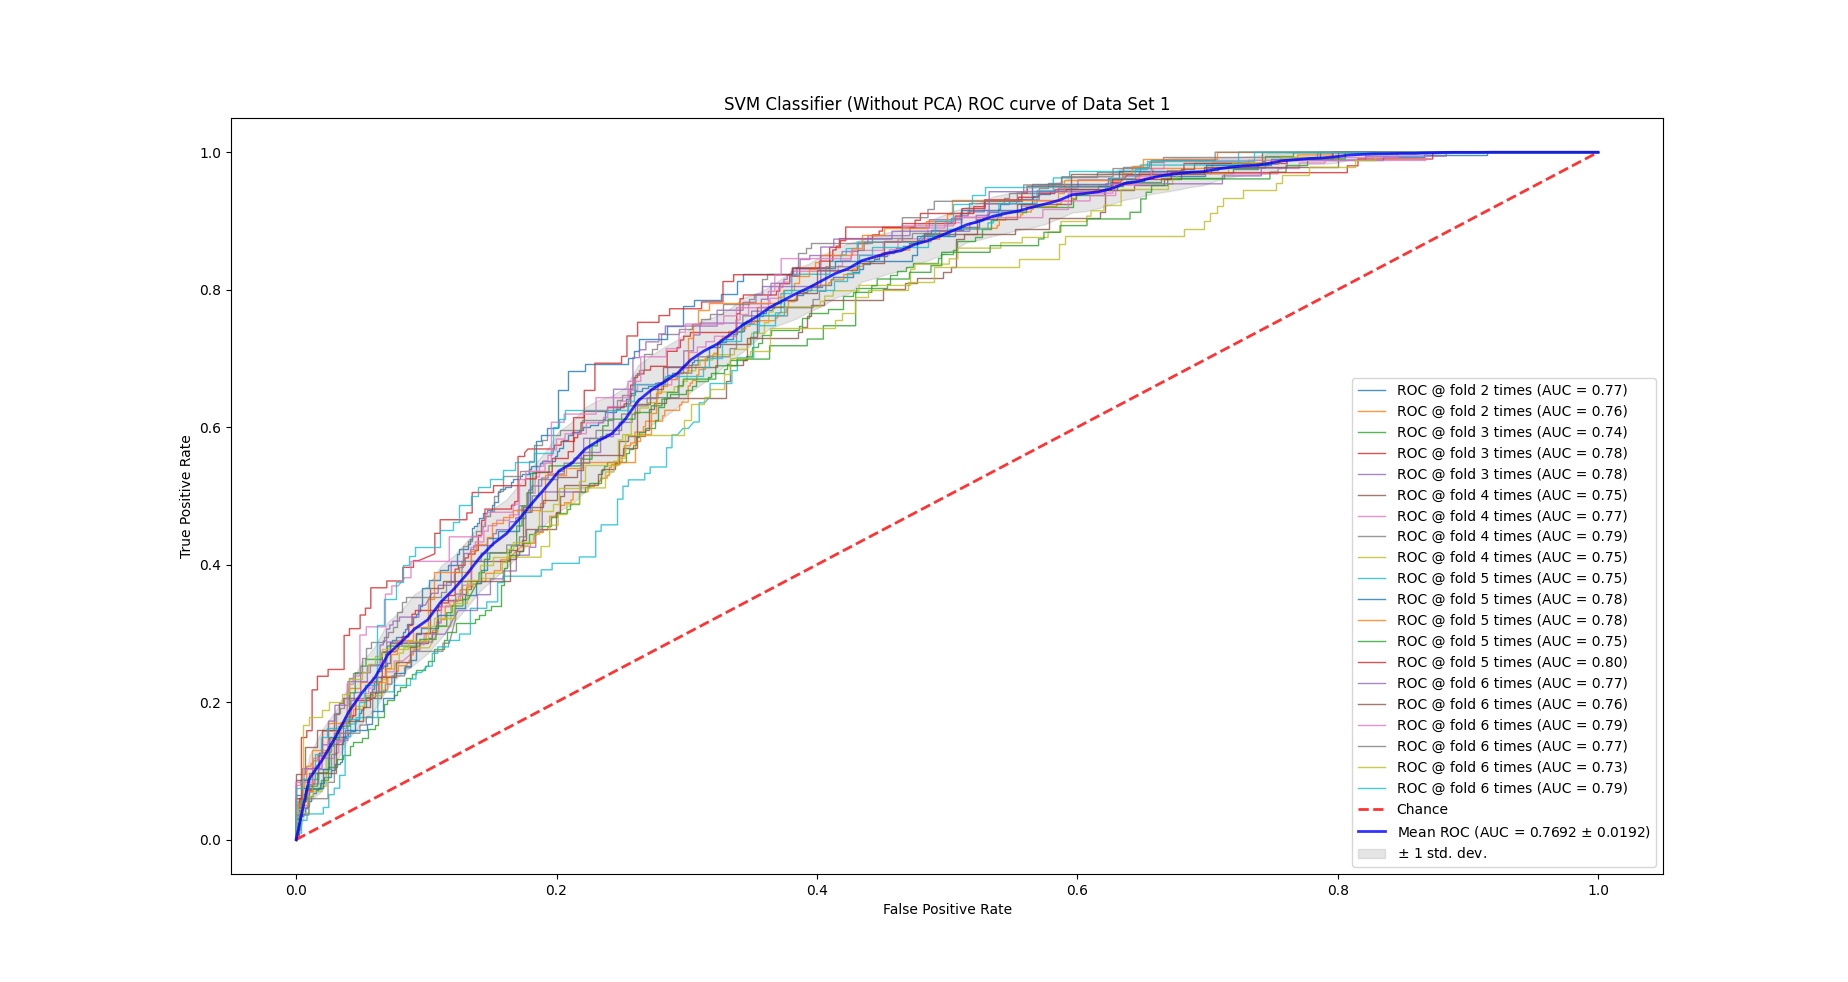 SVM Classifier (Without PCA) ROC curve of Data Set 1
1.0
0.8
0.6
0.4
0.2
0.0
True Positive Rate
ROC @ fold 2 times (AUC = 0.77)
ROC @ fold 2 times (AUC = 0.76)
ROC @ fold 3 times (AUC = 0.74)
ROC @ fold 3 times (AUC = 0.78)
ROC @ fold 3 times (AUC = 0.78)
ROC @ fold 4 times (AUC = 0.75)
ROC @ fold 4 times (AUC = 0.77)
ROC @ fold 4 times (AUC = 0.79)
ROC @ fold 4 times (AUC = 0.75)
ROC @ fold 5 times (AUC = 0.75)
ROC @ fold 5 times (AUC = 0.78)
ROC @ fold 5 times (AUC = 0.78)
ROC @ fold 5 times (AUC = 0.75)
ROC @ fold 5 times (AUC = 0.80)
ROC @ fold 6 times (AUC = 0.77)
ROC @ fold 6 times (AUC = 0.76)
ROC @ fold 6 times (AUC = 0.79)
ROC @ fold 6 times (AUC = 0.77)
ROC @ fold 6 times (AUC = 0.73)
ROC @ fold 6 times (AUC = 0.79)
Chance
Mean ROC (AUC = 0.7692 ± 0.0192)
± 1 std. dev.
0.0 0.2 0.4 0.6 0.8 1.0
False Positive Rate